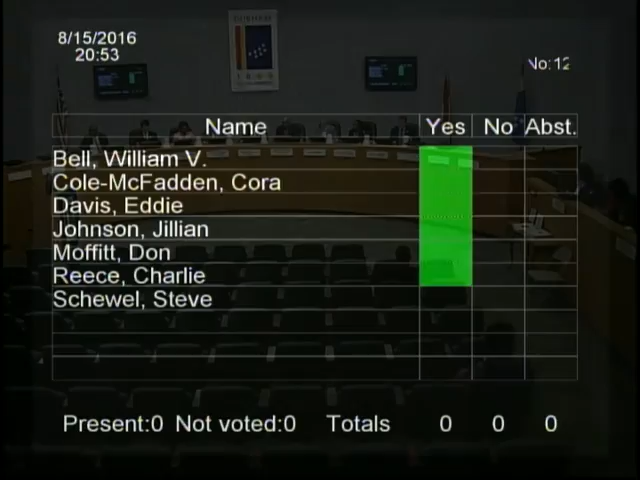 8/15/2016
20:53
No:12
Name Yes No Abst.
Bell, William V.
Cole-McFadden, Cora
Davis, Eddie
Johnson, Jillian
Moffitt, Don
Reece, Charlie
Schewel, Steve
Present:0 Not voted:0 Totals 0 0 0